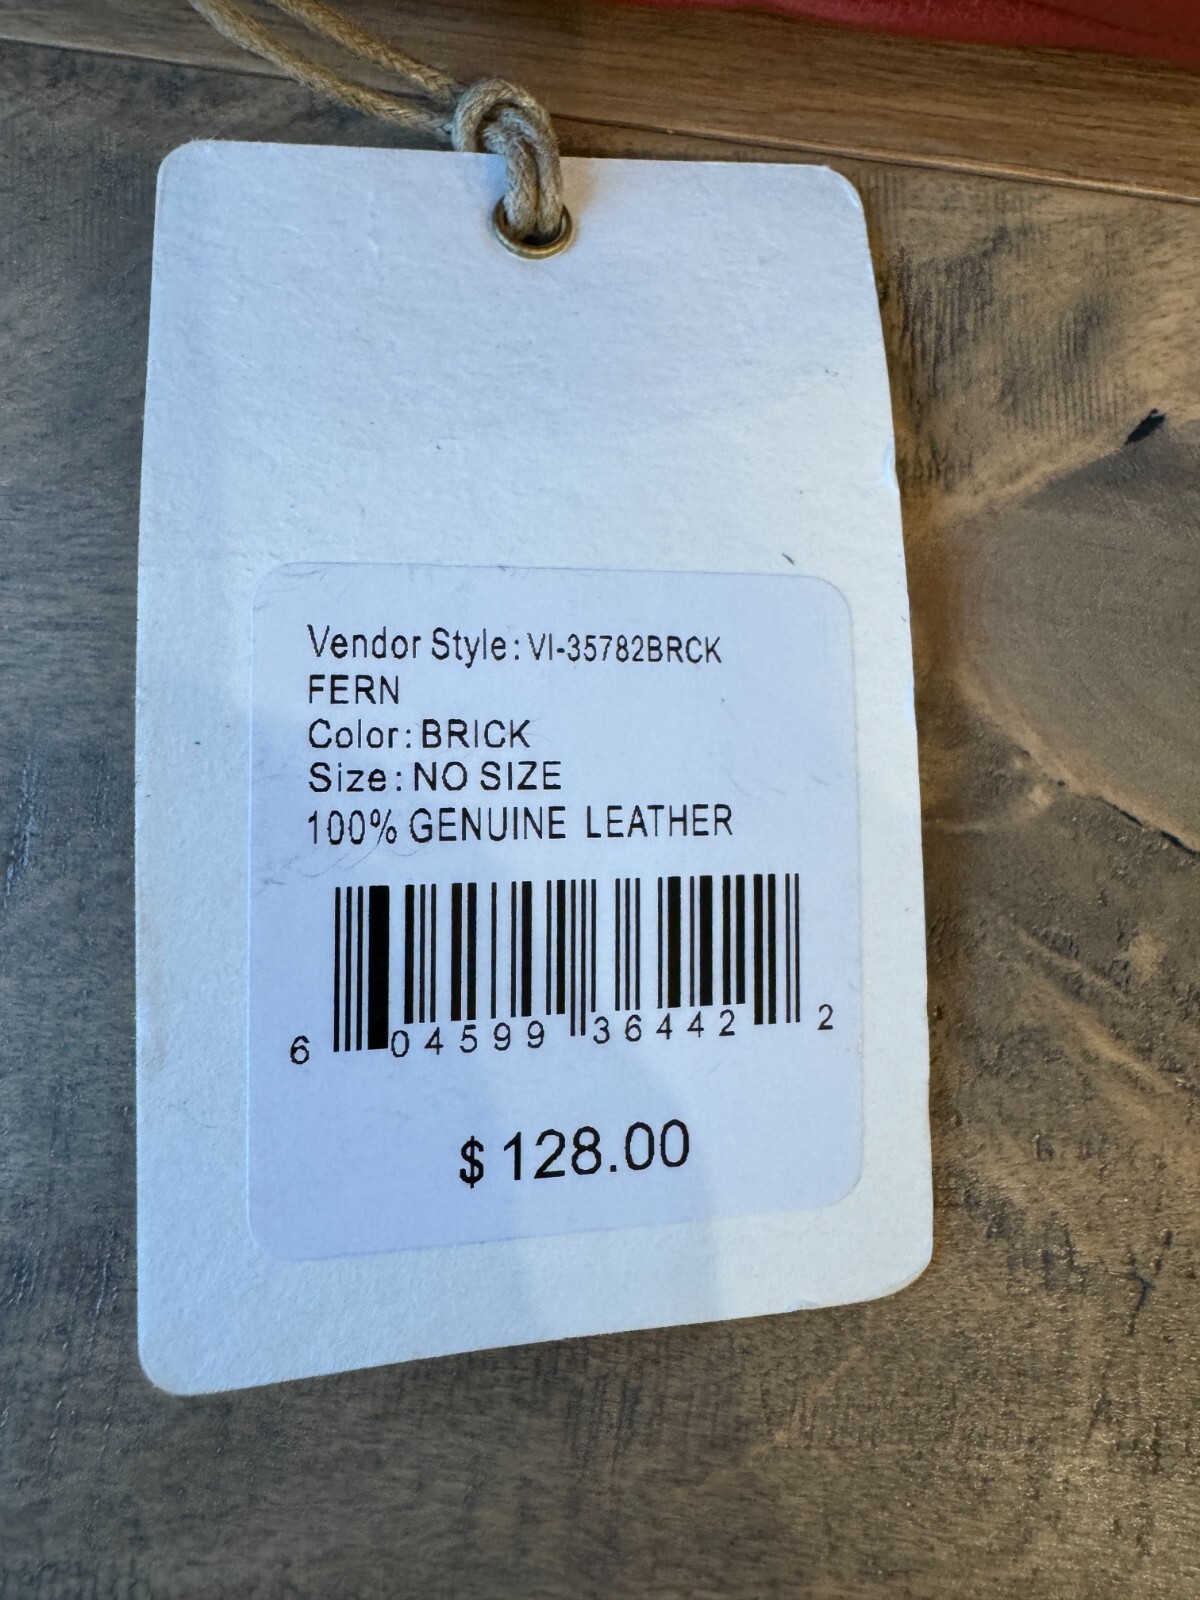 Vendor Style: VI-35782BRCK
FERN
Color: BRICK
Size: NO SIZE
100% GENUINE LEATHER
6 04599 36442 2
$ 128.00